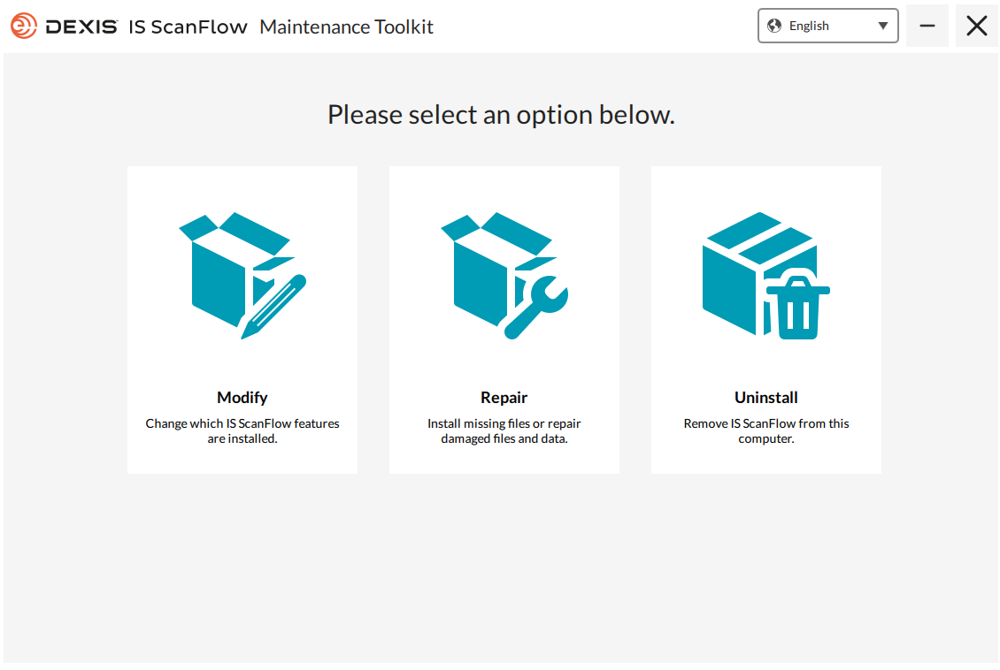 DEXIS IS ScanFlow Maintenance Toolkit
English
Please select an option below.
Modify
Change which IS ScanFlow features
are installed.
Repair
Install missing files or repair
damaged files and data.
Uninstall
Remove IS ScanFlow from this
computer.